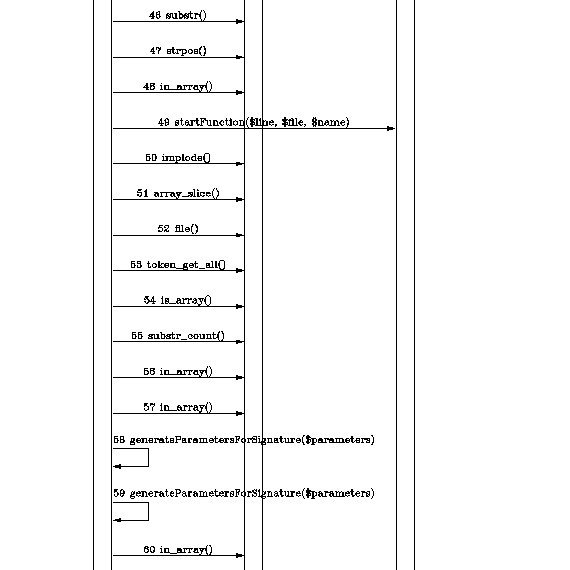 46 substr()
47 strpos()
48 in_array()
49 startFunction($line, $file, $name)
50 implode()
51 array_slice()
52 file()
53 token_get_all()
54 is_array()
55 substr_count()
56 in_array()
57 in_array()
58 generateParametersForSignature($parameters)
59 generateParametersForSignature($parameters)
60 in_array()